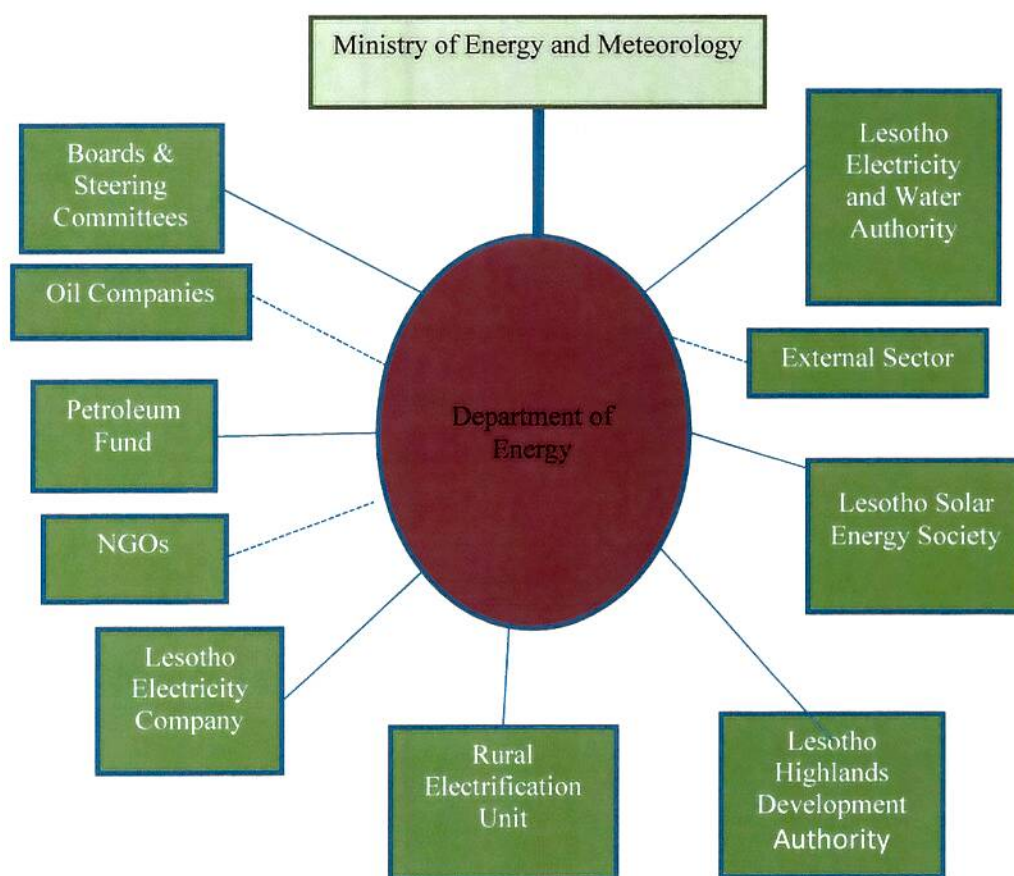 Ministry of Energy and Meteorology
Boards &
Steering
Committees
Lesotho
Electricity
and Water
Authority
Oil Companies
External Sector
Petroleum
Fund
Department of
Energy
Lesotho Solar
Energy Society
NGOs
Lesotho
Electricity
Company
Rural
Electrification
Unit
Lesotho
Highlands
Development
Authority